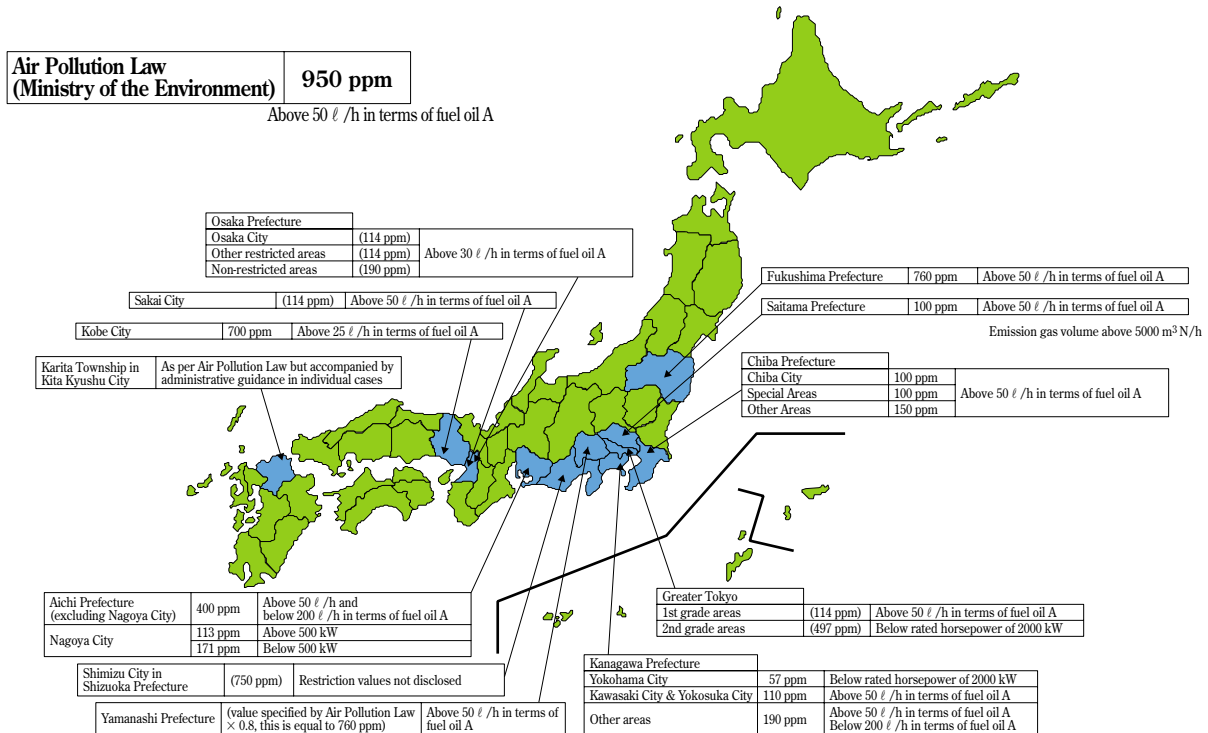 Air Pollution Law
(Ministry of the Environment)
950 ppm
Above 50 ℓ /h in terms of fuel oil A
Osaka Prefecture
Osaka City (114 ppm)
Other restricted areas (114 ppm) Above 30 ℓ /h in terms of fuel oil A
Non-restricted areas (190 ppm)
Sakai City (114 ppm) Above 50 ℓ /h in terms of fuel oil A
Kobe City 700 ppm Above 25 ℓ /h in terms of fuel oil A
Karita Township in
Kita Kyushu City
As per Air Pollution Law but accompanied by
administrative guidance in individual cases
Fukushima Prefecture 760 ppm Above 50 ℓ /h in terms of fuel oil A
Saitama Prefecture 100 ppm Above 50 ℓ /h in terms of fuel oil A
Emission gas volume above 5000 m³ N/h
Chiba Prefecture
Chiba City 100 ppm
Special Areas 100 ppm Above 50 ℓ /h in terms of fuel oil A
Other Areas 150 ppm
Aichi Prefecture
(excluding Nagoya City)
400 ppm
Above 50 ℓ /h and
below 200 ℓ /h in terms of fuel oil A
Nagoya City
113 ppm Above 500 kW
171 ppm Below 500 kW
Shimizu City in
Shizuoka Prefecture
(750 ppm) Restriction values not disclosed
Yamanashi Prefecture
(value specified by Air Pollution Law
× 0.8, this is equal to 760 ppm)
Above 50 ℓ /h in terms of
fuel oil A
Greater Tokyo
1st grade areas (114 ppm) Above 50 ℓ /h in terms of fuel oil A
2nd grade areas (497 ppm) Below rated horsepower of 2000 kW
Kanagawa Prefecture
Yokohama City 57 ppm Below rated horsepower of 2000 kW
Kawasaki City & Yokosuka City 110 ppm Above 50 ℓ /h in terms of fuel oil A
Other areas 190 ppm
Above 50 ℓ /h in terms of fuel oil A
Below 200 ℓ /h in terms of fuel oil A